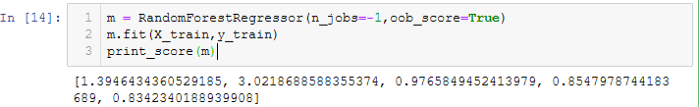 In [14]:
1 m = RandomForestRegressor(n_jobs=-1,oob_score=True)
2 m.fit(X_train,y_train)
3 print_score(m)
[1.3946434360529185, 3.0218688588355374, 0.9765849452413979, 0.8547978744183
689, 0.8342340188939908]